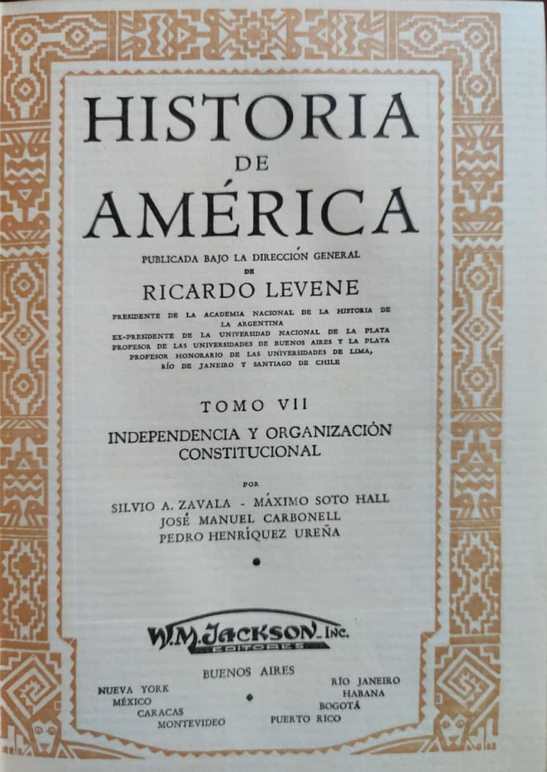 HISTORIA
DE
AMÉRICA
PUBLICADA BAJO LA DIRECCIÓN GENERAL
DE
RICARDO LEVENE
PRESIDENTE DE LA ACADEMIA NACIONAL DE LA HISTORIA DE
LA ARGENTINA
EX-PRESIDENTE DE LA UNIVERSIDAD NACIONAL DE LA PLATA
PROFESOR DE LAS UNIVERSIDADES DE BUENOS AIRES Y LA PLATA
PROFESOR HONORARIO DE LAS UNIVERSIDADES DE LIMA,
RÍO DE JANEIRO Y SANTIAGO DE CHILE
TOMO VII
INDEPENDENCIA Y ORGANIZACIÓN
CONSTITUCIONAL
POR
SILVIO A. ZAVALA - MÁXIMO SOTO HALL
JOSÉ MANUEL CARBONELL
PEDRO HENRÍQUEZ UREÑA
W.M. JACKSON, INC.
EDITORES
BUENOS AIRES
NUEVA YORK
MÉXICO
CARACAS
MONTEVIDEO
RÍO JANEIRO
HABANA
BOGOTÁ
PUERTO RICO